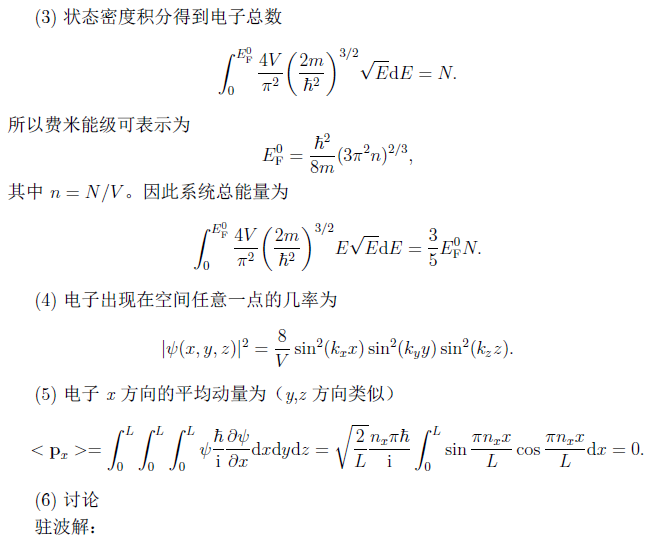 (3) 状态密度积分得到电子总数
$$\int_0^{E_{\mathrm{F}}^0} \frac{4V}{\pi^2} \left(\frac{2m}{\hbar^2}\right)^{3/2} \sqrt{E}\mathrm{d}E = N.$$
所以费米能级可表示为
$$E_{\mathrm{F}}^0 = \frac{\hbar^2}{8m}(3\pi^2 n)^{2/3},$$
其中 $n = N/V$。因此系统总能量为
$$\int_0^{E_{\mathrm{F}}^0} \frac{4V}{\pi^2} \left(\frac{2m}{\hbar^2}\right)^{3/2} E\sqrt{E}\mathrm{d}E = \frac{3}{5}E_{\mathrm{F}}^0 N.$$
(4) 电子出现在空间任意一点的几率为
$$|\psi(x,y,z)|^2 = \frac{8}{V}\sin^2(k_x x)\sin^2(k_y y)\sin^2(k_z z).$$
(5) 电子 $x$ 方向的平均动量为（$y$,$z$ 方向类似）
$$<\mathrm{p}_x>= \int_0^L \int_0^L \int_0^L \psi \frac{\hbar}{\mathrm{i}} \frac{\partial \psi}{\partial x} \mathrm{d}x\mathrm{d}y\mathrm{d}z = \sqrt{\frac{2}{L}} \frac{n_x \pi \hbar}{\mathrm{i}} \int_0^L \sin\frac{\pi n_x x}{L} \cos\frac{\pi n_x x}{L} \mathrm{d}x = 0.$$
(6) 讨论
驻波解：